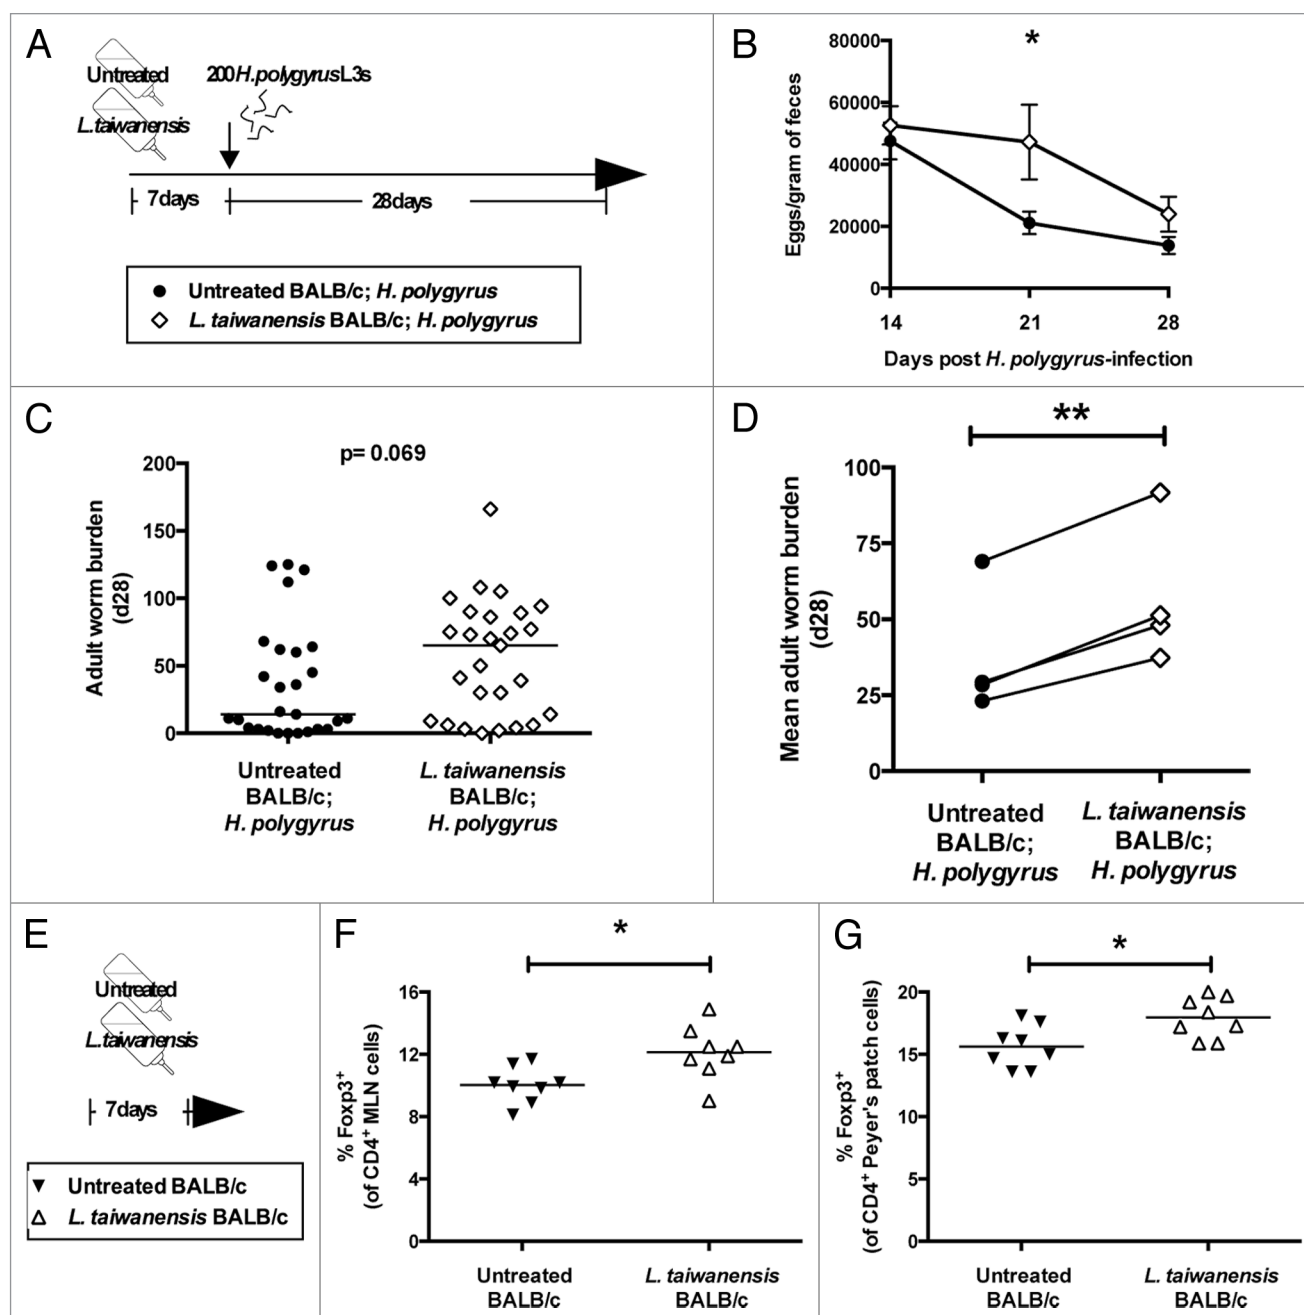 A
Untreated
200 H.polygyrus L3s
L.taiwanensis
7days
28days
Untreated BALB/c; H. polygyrus
L. taiwanensis BALB/c; H. polygyrus
B
*
80000
60000
40000
20000
0
Eggs/gram of feces
14 21 28
Days post H. polygyrus-infection
C
p= 0.069
200
150
100
50
0
Adult worm burden
(d28)
Untreated
BALB/c;
H. polygyrus
L. taiwanensis
BALB/c;
H. polygyrus
D
**
100
75
50
25
0
Mean adult worm burden
(d28)
Untreated
BALB/c;
H. polygyrus
L. taiwanensis
BALB/c;
H. polygyrus
E
Untreated
L.taiwanensis
7days
Untreated BALB/c
L. taiwanensis BALB/c
F
*
16
12
8
4
0
% Foxp3⁺
(of CD4⁺ MLN cells)
Untreated
BALB/c
L. taiwanensis
BALB/c
G
*
20
15
10
5
0
% Foxp3⁺
(of CD4⁺ Peyer's patch cells)
Untreated
BALB/c
L. taiwanensis
BALB/c